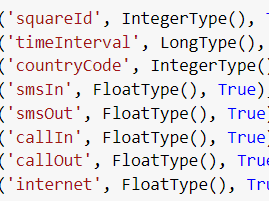 ('squareId', IntegerType(), T
('timeInterval', LongType(),
('countryCode', IntegerType()
('smsIn', FloatType(), True)
('smsOut', FloatType(), True)
('callIn', FloatType(), True)
('callOut', FloatType(), True
('internet', FloatType(), Tru